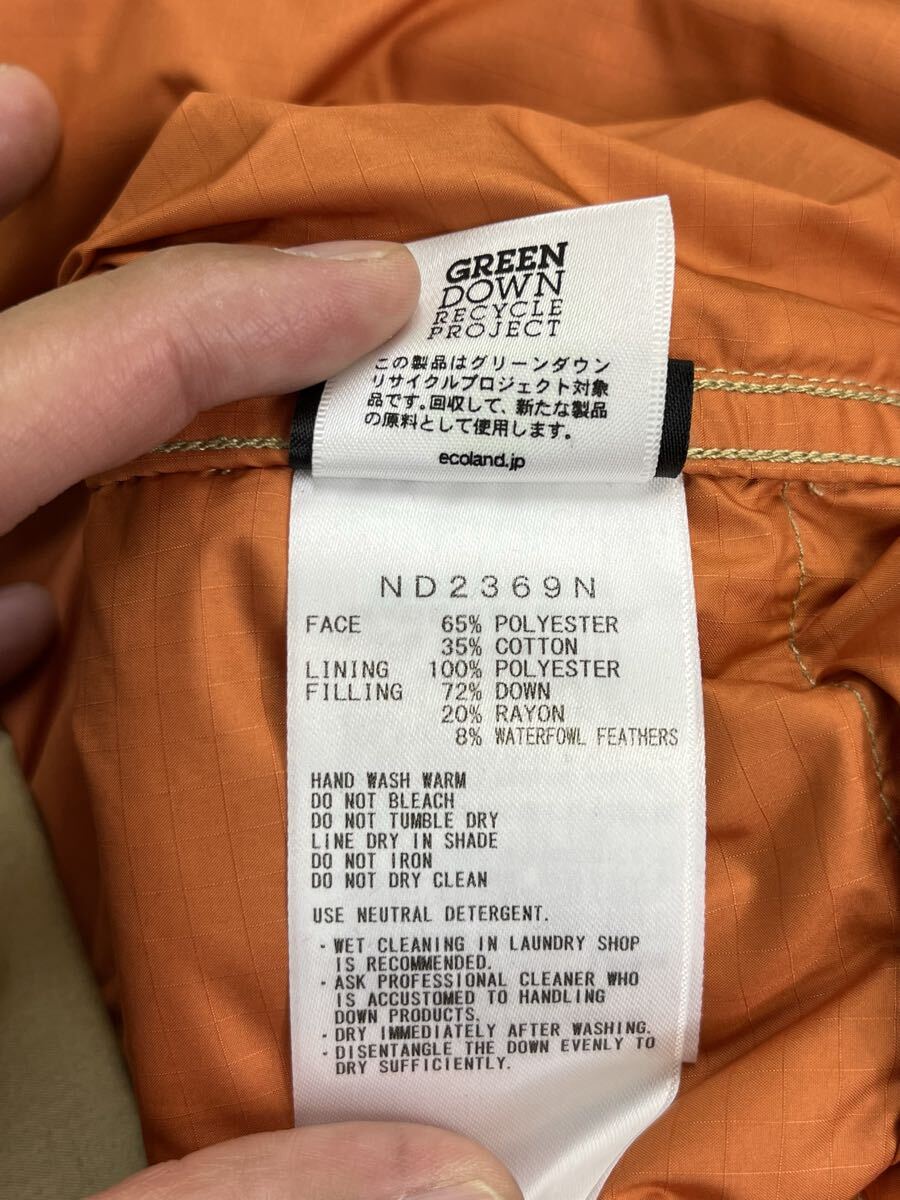 GREEN
DOWN
RECYCLE
PROJECT
この製品はグリーンダウン
リサイクルプロジェクト対象
品です。回収して、新たな製品
の原料として使用します。
ecoland.jp
ND2369N
FACE 65% POLYESTER
35% COTTON
LINING 100% POLYESTER
FILLING 72% DOWN
20% RAYON
8% WATERFOWL FEATHERS
HAND WASH WARM
DO NOT BLEACH
DO NOT TUMBLE DRY
LINE DRY IN SHADE
DO NOT IRON
DO NOT DRY CLEAN
USE NEUTRAL DETERGENT.
・WET CLEANING IN LAUNDRY SHOP
IS RECOMMENDED.
・ASK PROFESSIONAL CLEANER WHO
IS ACCUSTOMED TO HANDLING
DOWN PRODUCTS.
・DRY IMMEDIATELY AFTER WASHING.
・DISENTANGLE THE DOWN EVENLY TO
DRY SUFFICIENTLY.